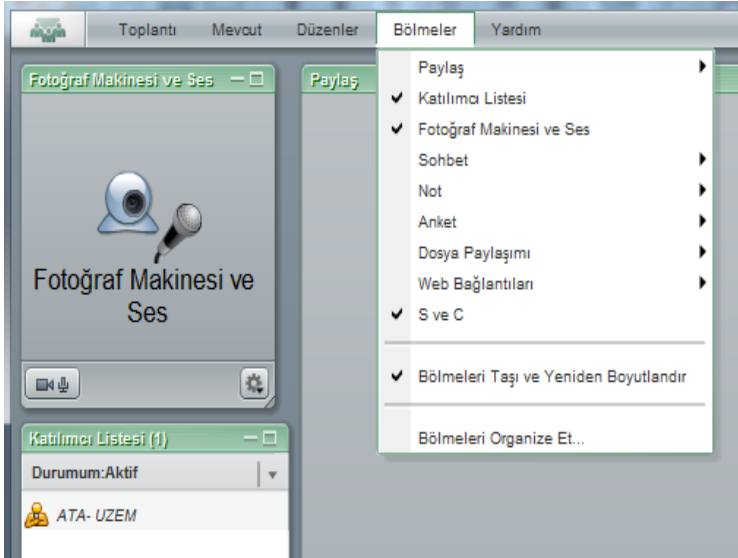 Toplantı Mevcut Düzenler Bölmeler Yardım
Fotoğraf Makinesi ve Ses
Fotoğraf Makinesi ve
Ses
Katılımcı Listesi (1)
Durumum:Aktif
ATA- UZEM
Paylaş
Paylaş
Katılımcı Listesi
Fotoğraf Makinesi ve Ses
Sohbet
Not
Anket
Dosya Paylaşımı
Web Bağlantıları
S ve C
Bölmeleri Taşı ve Yeniden Boyutlandır
Bölmeleri Organize Et...